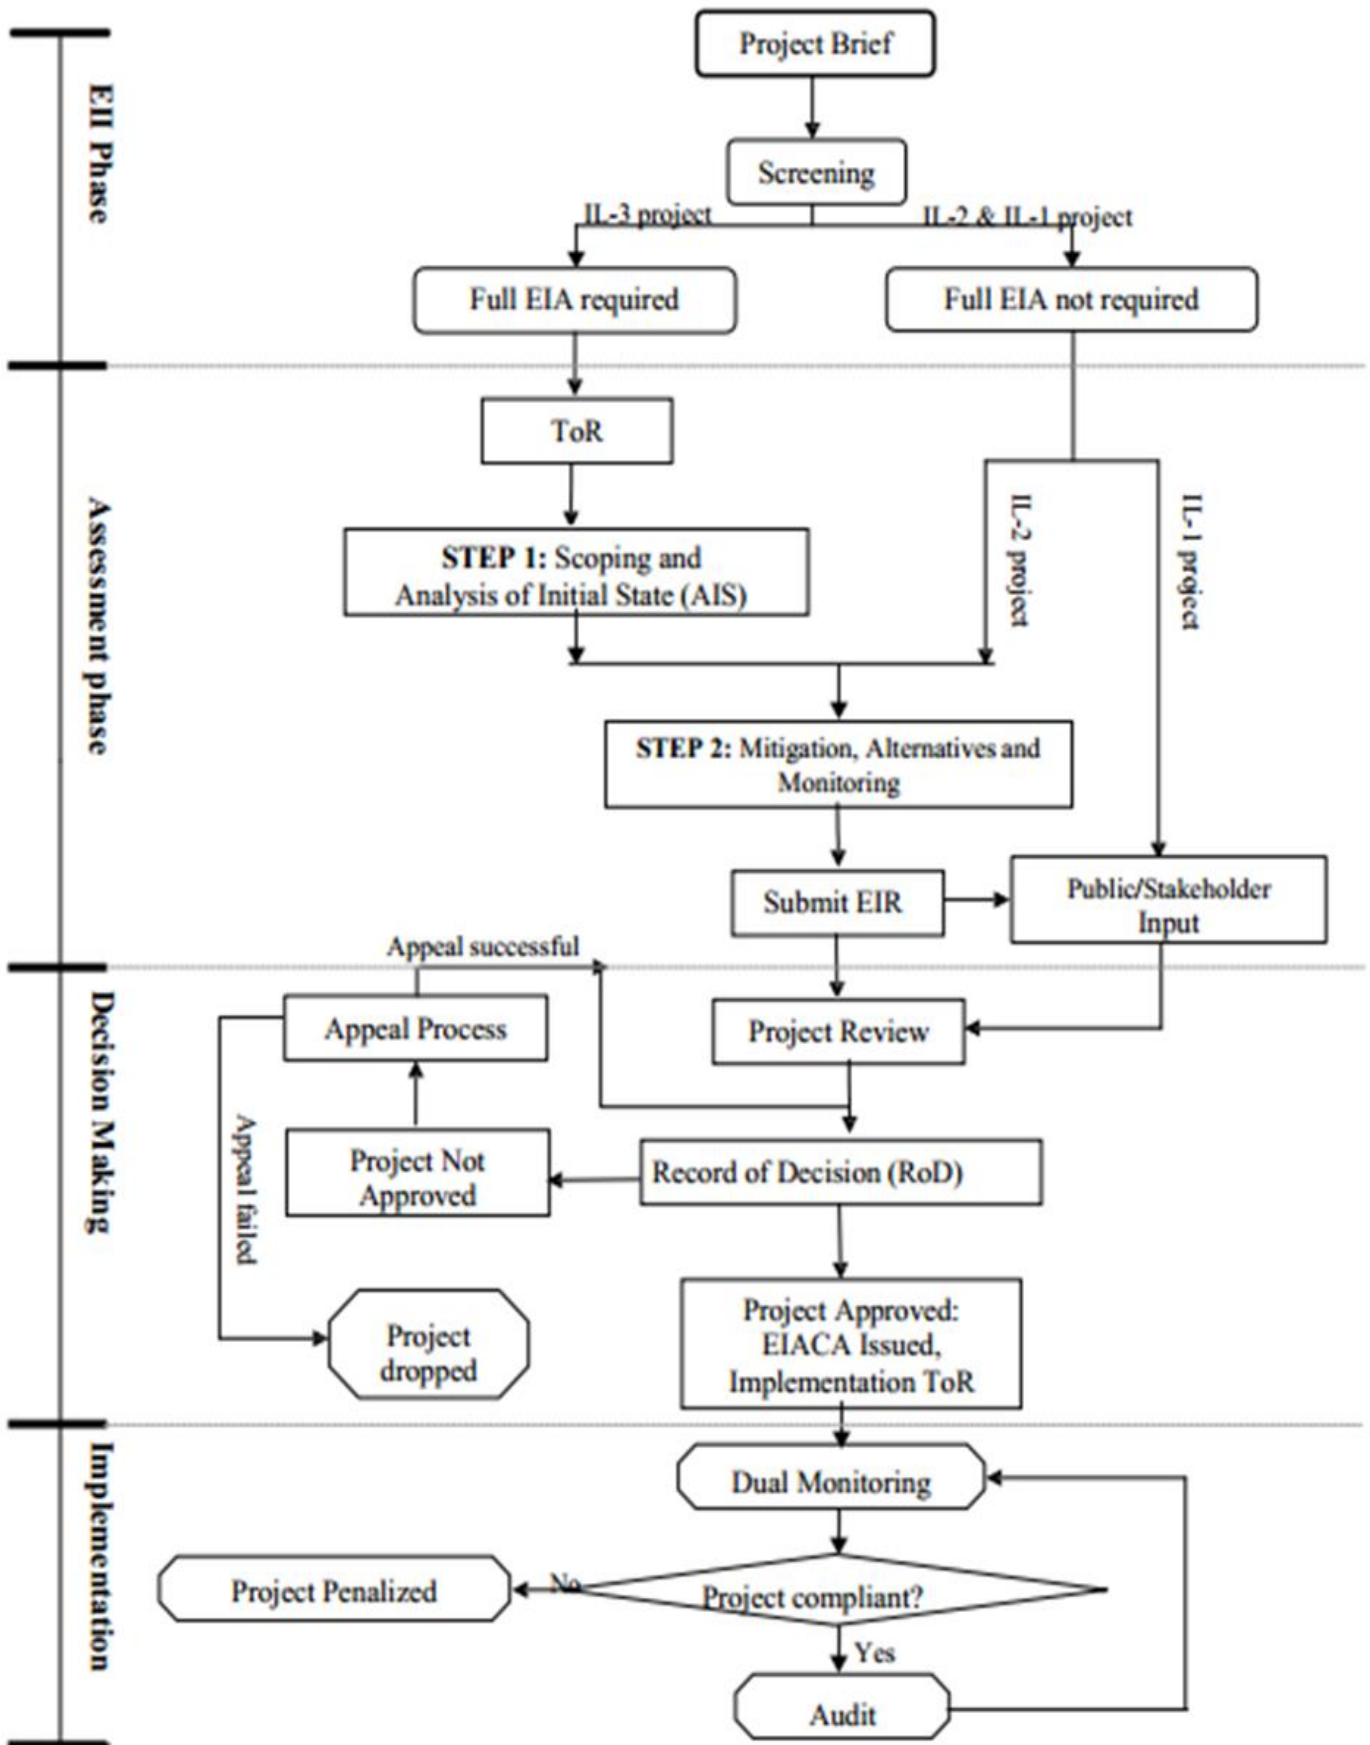 EII Phase
Project Brief
Screening
IL-3 project
IL-2 & IL-1 project
Full EIA required
Full EIA not required
Assessment phase
ToR
STEP 1: Scoping and
Analysis of Initial State (AIS)
IL-2 project
IL-1 project
STEP 2: Mitigation, Alternatives and
Monitoring
Submit EIR
Public/Stakeholder
Input
Decision Making
Appeal successful
Appeal Process
Project Review
Appeal failed
Project Not
Approved
Record of Decision (RoD)
Project
dropped
Project Approved:
EIACA Issued,
Implementation ToR
Implementation
Dual Monitoring
Project Penalized
No
Project compliant?
Yes
Audit